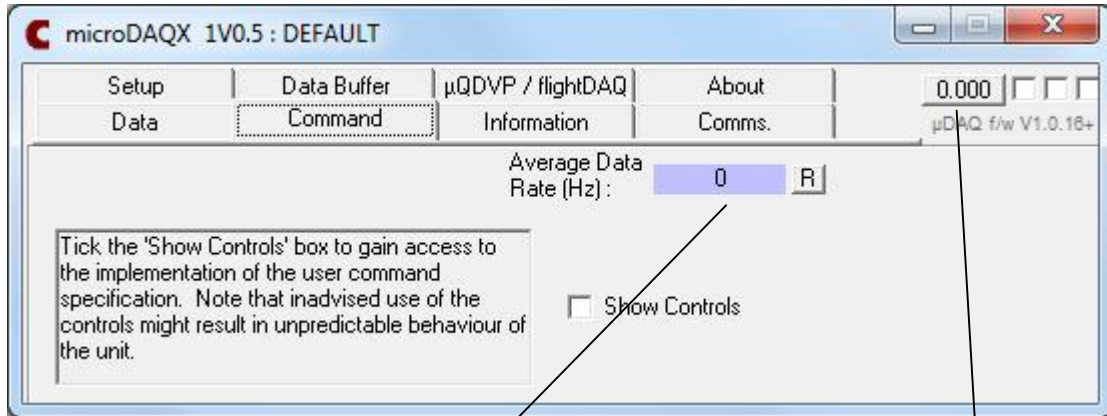 microDAQX 1V0.5 : DEFAULT
Setup Data Buffer µQDVP / flightDAQ About
0.000
Data Command Information Comms.
µDAQ f/w V1.0.16+
Average Data
Rate (Hz) : 0 R
Tick the 'Show Controls' box to gain access to
the implementation of the user command
specification. Note that inadvised use of the
controls might result in unpredictable behaviour of
the unit.
Show Controls